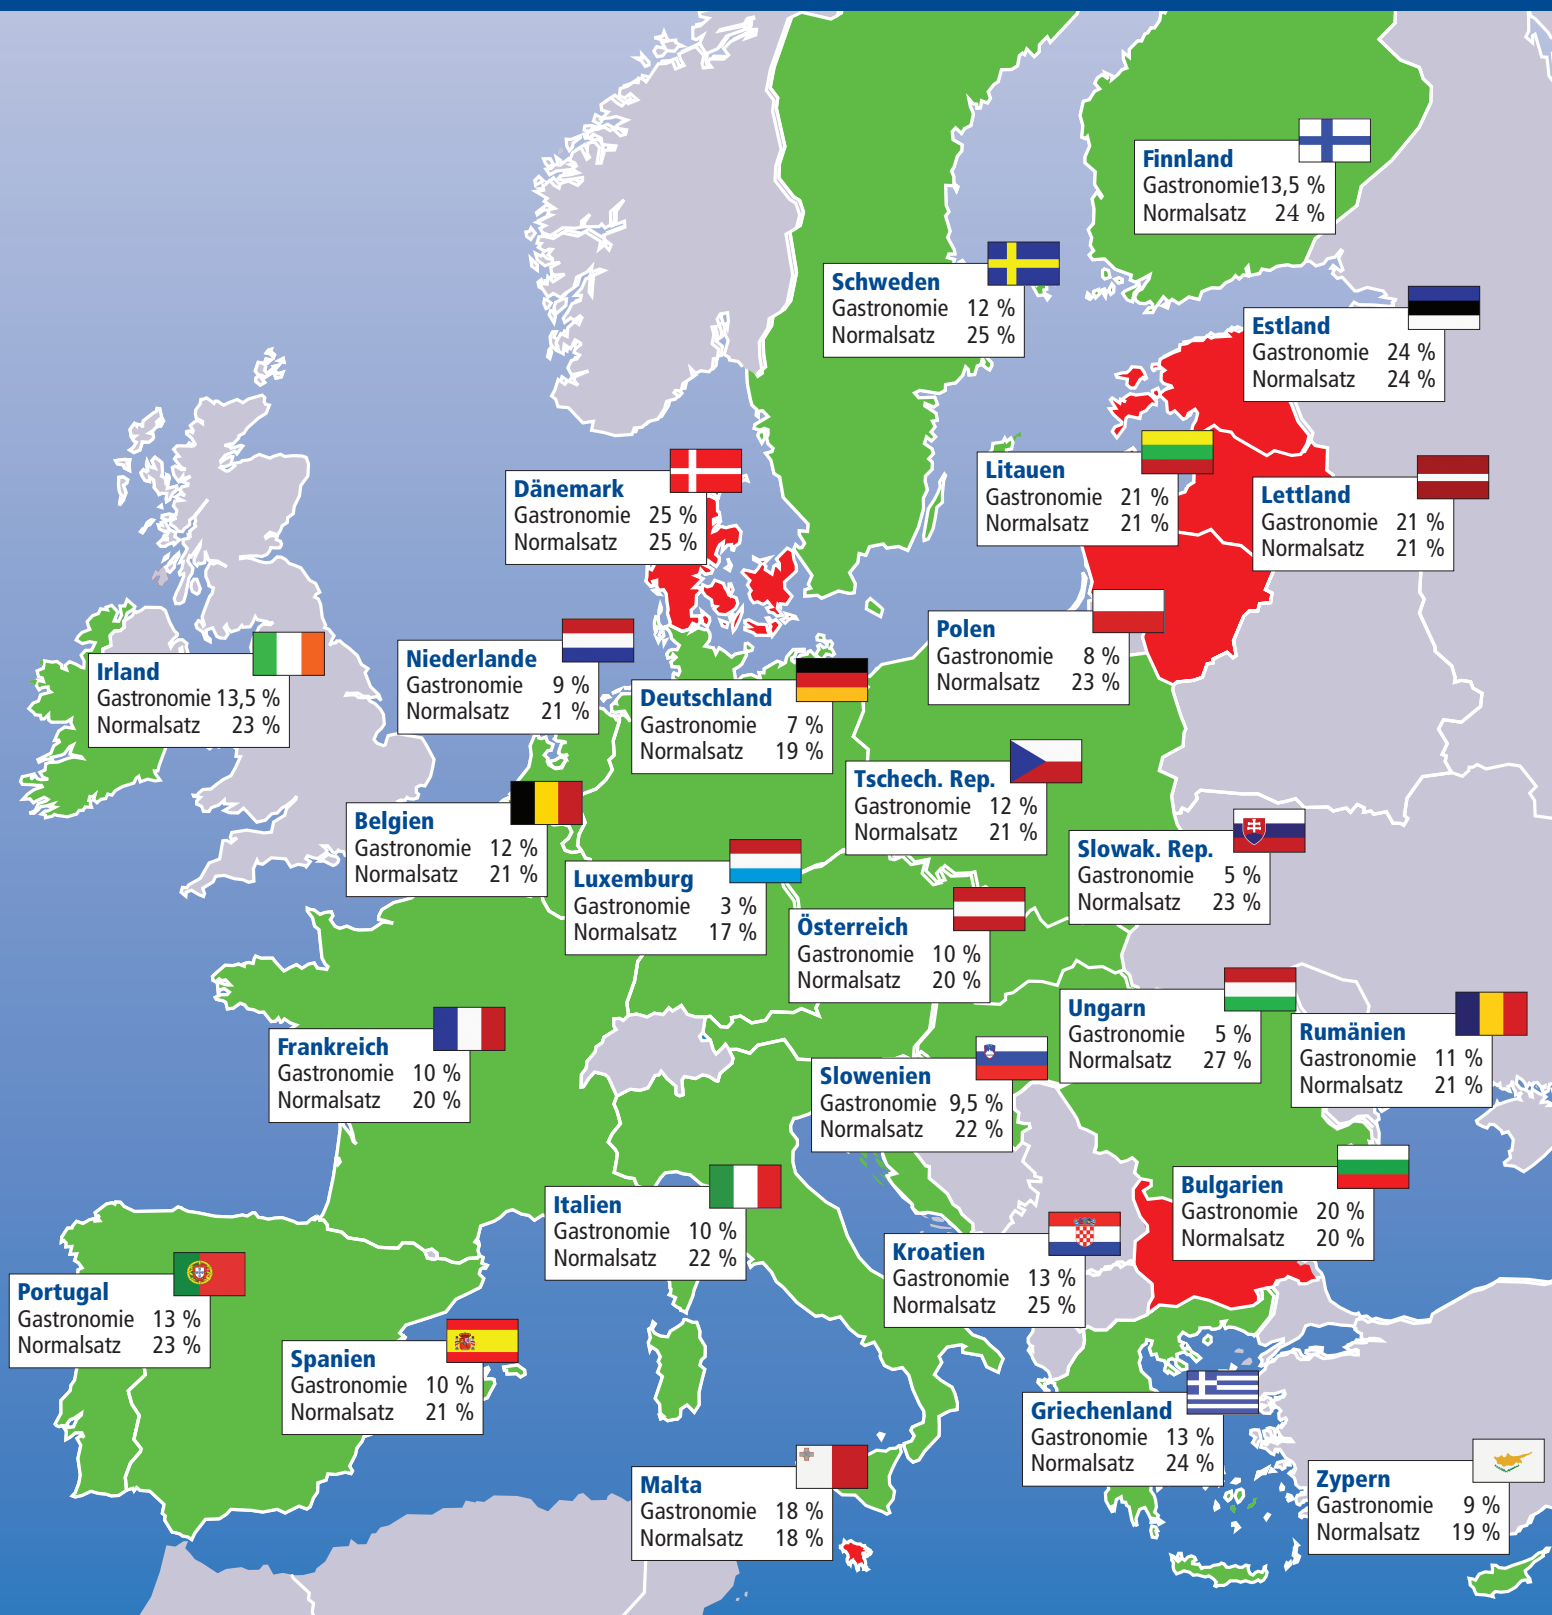 Finnland
Gastronomie13,5 %
Normalsatz 24 %
Schweden
Gastronomie 12 %
Normalsatz 25 %
Estland
Gastronomie 24 %
Normalsatz 24 %
Litauen
Gastronomie 21 %
Normalsatz 21 %
Lettland
Gastronomie 21 %
Normalsatz 21 %
Dänemark
Gastronomie 25 %
Normalsatz 25 %
Polen
Gastronomie 8 %
Normalsatz 23 %
Irland
Gastronomie 13,5 %
Normalsatz 23 %
Niederlande
Gastronomie 9 %
Normalsatz 21 %
Deutschland
Gastronomie 7 %
Normalsatz 19 %
Tschech. Rep.
Gastronomie 12 %
Normalsatz 21 %
Belgien
Gastronomie 12 %
Normalsatz 21 %
Slowak. Rep.
Gastronomie 5 %
Normalsatz 23 %
Luxemburg
Gastronomie 3 %
Normalsatz 17 %
Österreich
Gastronomie 10 %
Normalsatz 20 %
Ungarn
Gastronomie 5 %
Normalsatz 27 %
Rumänien
Gastronomie 11 %
Normalsatz 21 %
Frankreich
Gastronomie 10 %
Normalsatz 20 %
Slowenien
Gastronomie 9,5 %
Normalsatz 22 %
Bulgarien
Gastronomie 20 %
Normalsatz 20 %
Italien
Gastronomie 10 %
Normalsatz 22 %
Kroatien
Gastronomie 13 %
Normalsatz 25 %
Portugal
Gastronomie 13 %
Normalsatz 23 %
Spanien
Gastronomie 10 %
Normalsatz 21 %
Griechenland
Gastronomie 13 %
Normalsatz 24 %
Malta
Gastronomie 18 %
Normalsatz 18 %
Zypern
Gastronomie 9 %
Normalsatz 19 %